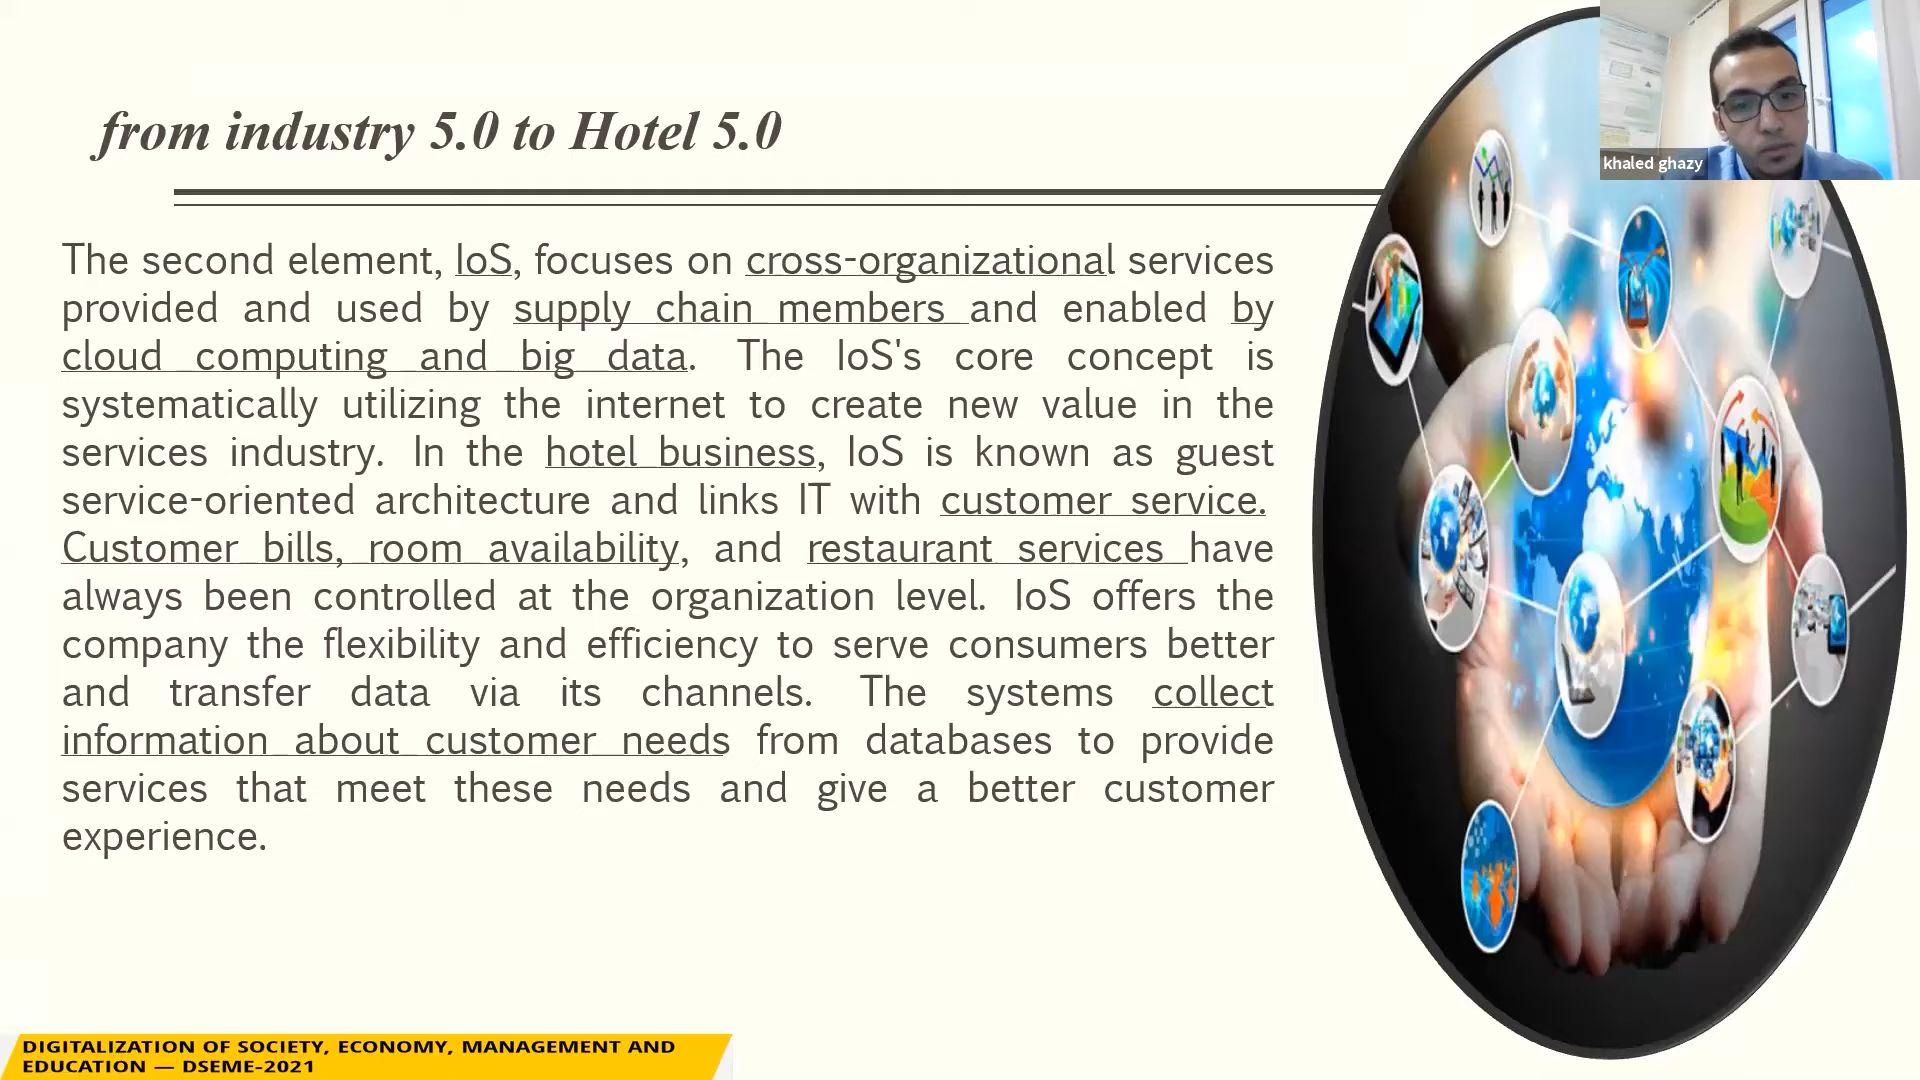 from industry 5.0 to Hotel 5.0
khaled ghazy
The second element, IoS, focuses on cross-organizational services
provided and used by supply chain members and enabled by
cloud computing and big data. The IoS's core concept is
systematically utilizing the internet to create new value in the
services industry. In the hotel business, IoS is known as guest
service-oriented architecture and links IT with customer service.
Customer bills, room availability, and restaurant services have
always been controlled at the organization level. IoS offers the
company the flexibility and efficiency to serve consumers better
and transfer data via its channels. The systems collect
information about customer needs from databases to provide
services that meet these needs and give a better customer
experience.
DIGITALIZATION OF SOCIETY, ECONOMY, MANAGEMENT AND
EDUCATION — DSEME-2021